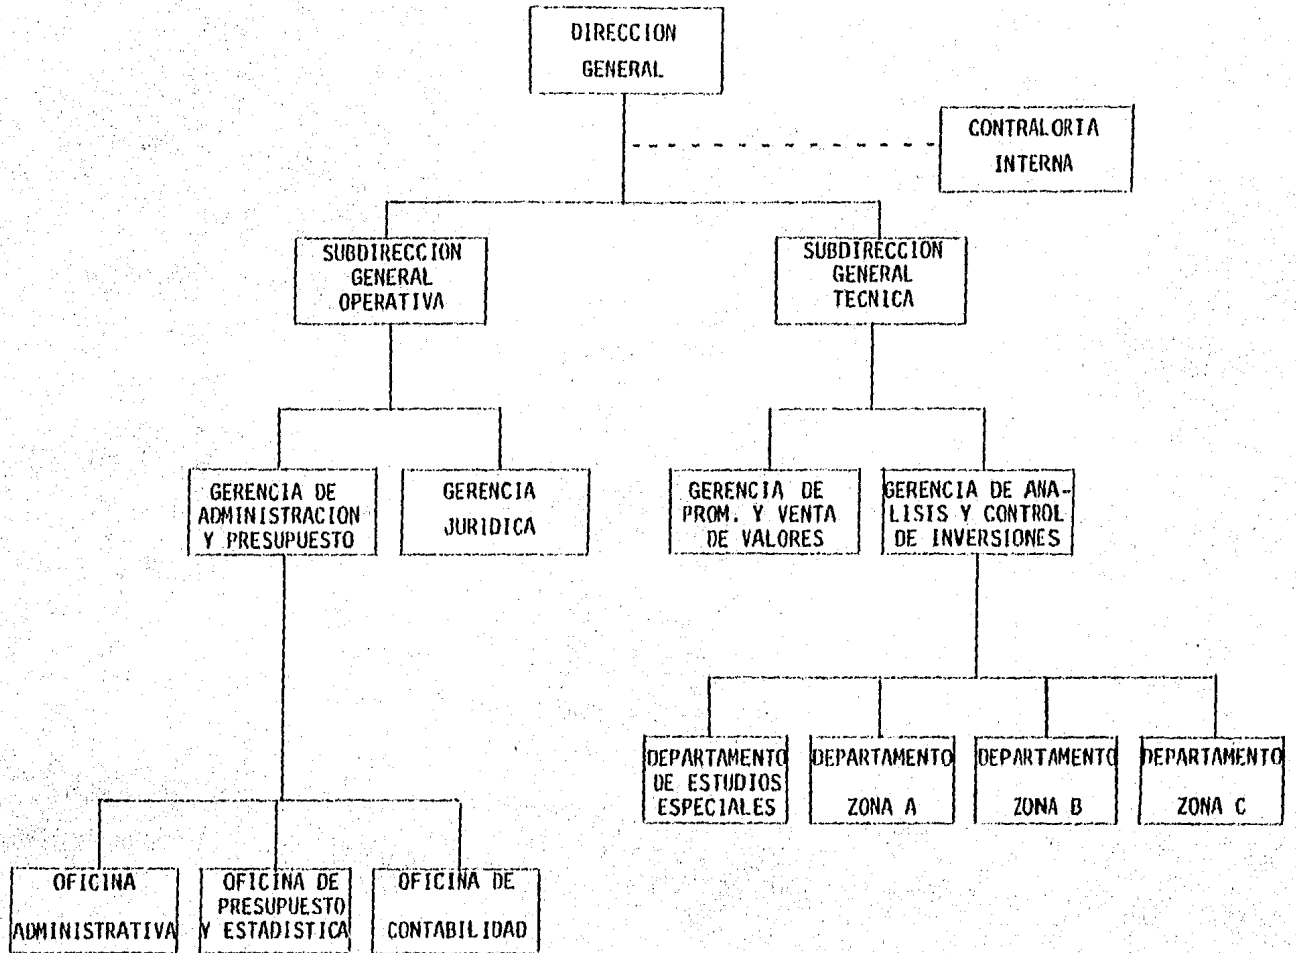 DIRECCION
GENERAL
CONTRALORIA
INTERNA
SUBDIRECCION
GENERAL
OPERATIVA
SUBDIRECCION
GENERAL
TECNICA
GERENCIA DE
ADMINISTRACION
Y PRESUPUESTO
GERENCIA
JURIDICA
GERENCIA DE
PROM. Y VENTA
DE VALORES
GERENCIA DE ANA-
LISIS Y CONTROL
DE INVERSIONES
DEPARTAMENTO
DE ESTUDIOS
ESPECIALES
DEPARTAMENTO
ZONA A
DEPARTAMENTO
ZONA B
DEPARTAMENTO
ZONA C
OFICINA
ADMINISTRATIVA
OFICINA DE
PRESUPUESTO
Y ESTADISTICA
OFICINA DE
CONTABILIDAD